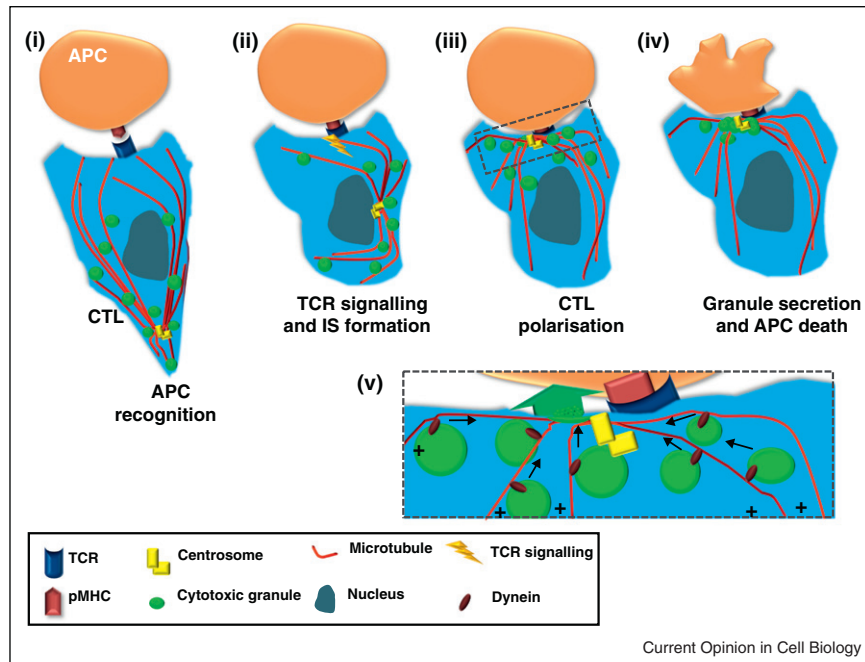 (i)
APC
CTL
APC
recognition
(ii)
TCR signalling
and IS formation
(iii)
CTL
polarisation
(iv)
Granule secretion
and APC death
(v)
+
+
+
+
+
TCR
Centrosome
Microtubule
TCR signalling
pMHC
Cytotoxic granule
Nucleus
Dynein
Current Opinion in Cell Biology